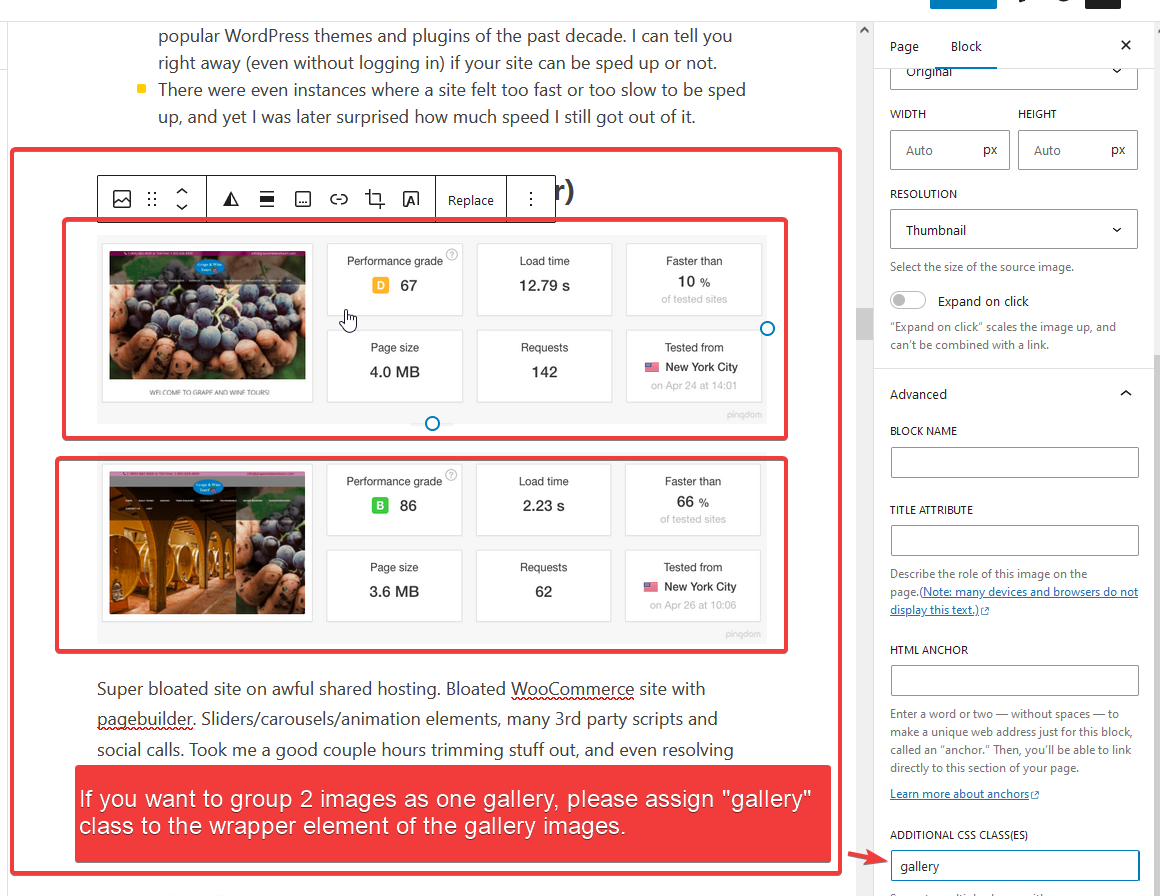 popular WordPress themes and plugins of the past decade. I can tell you
right away (even without logging in) if your site can be sped up or not.
There were even instances where a site felt too fast or too slow to be sped
up, and yet I was later surprised how much speed I still got out of it.
r)
Replace
Performance grade ?
D 67
Load time
12.79 s
Faster than
10 %
of tested sites
Page size
4.0 MB
Requests
142
Tested from
New York City
on Apr 24 at 14:01
WELCOME TO GRAPE AND WINE TOURS!
pingdom
Grape & Wine
Tours
Performance grade ?
B 86
Load time
2.23 s
Faster than
66 %
of tested sites
Page size
3.6 MB
Requests
62
Tested from
New York City
on Apr 26 at 10:06
pingdom
Super bloated site on awful shared hosting. Bloated WooCommerce site with
pagebuilder. Sliders/carousels/animation elements, many 3rd party scripts and
social calls. Took me a good couple hours trimming stuff out, and even resolving
If you want to group 2 images as one gallery, please assign "gallery"
class to the wrapper element of the gallery images.
Page Block
Original
WIDTH HEIGHT
Auto px Auto px
RESOLUTION
Thumbnail
Select the size of the source image.
Expand on click
“Expand on click” scales the image up, and
can’t be combined with a link.
Advanced
BLOCK NAME
TITLE ATTRIBUTE
Describe the role of this image on the
page.(Note: many devices and browsers do not
display this text.)
HTML ANCHOR
Enter a word or two — without spaces — to
make a unique web address just for this block,
called an “anchor.” Then, you’ll be able to link
directly to this section of your page.
Learn more about anchors
ADDITIONAL CSS CLASS(ES)
gallery